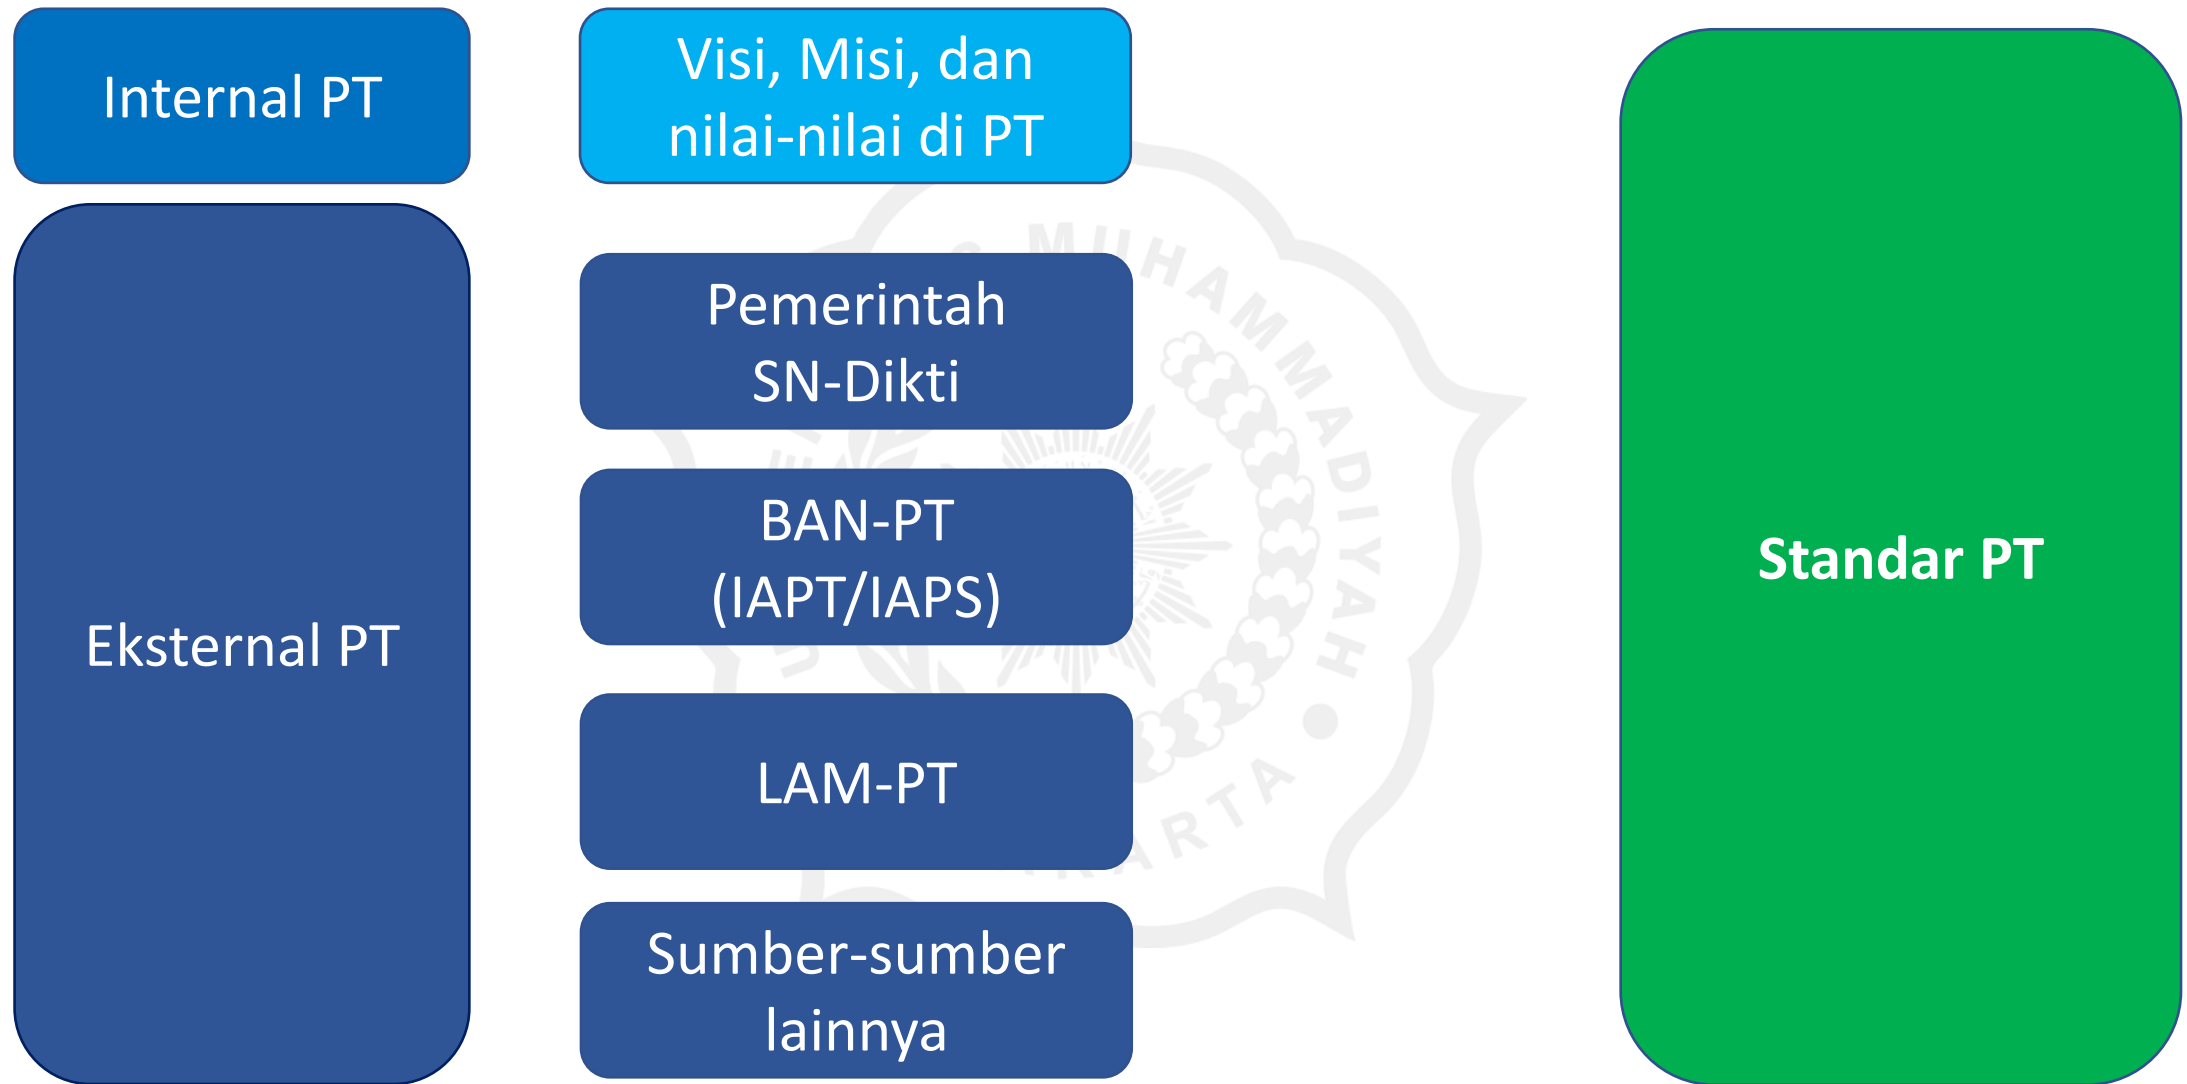 Internal PT
Visi, Misi, dan
nilai-nilai di PT
Eksternal PT
Pemerintah
SN-Dikti
BAN-PT
(IAPT/IAPS)
LAM-PT
Sumber-sumber
lainnya
Standar PT
MUHAMMADIYAH